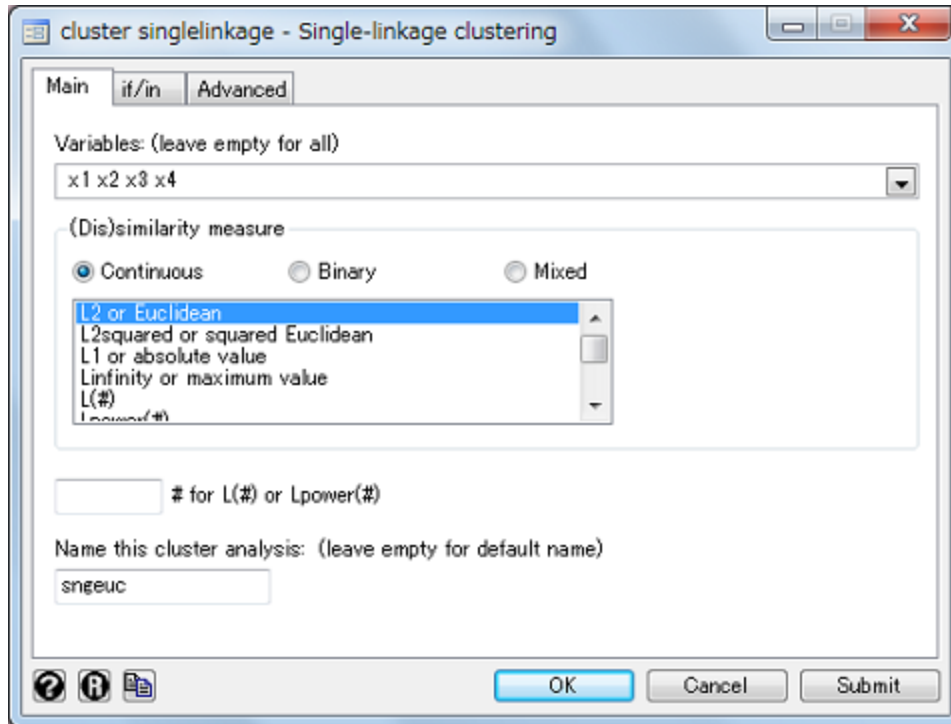 cluster singlelinkage - Single-linkage clustering
Main if/in Advanced
Variables: (leave empty for all)
x1 x2 x3 x4
(Dis)similarity measure
Continuous Binary Mixed
L2 or Euclidean
L2squared or squared Euclidean
L1 or absolute value
Linfinity or maximum value
L(#)
Lpower(#)
# for L(#) or Lpower(#)
Name this cluster analysis: (leave empty for default name)
sngeuc
? R
OK Cancel Submit